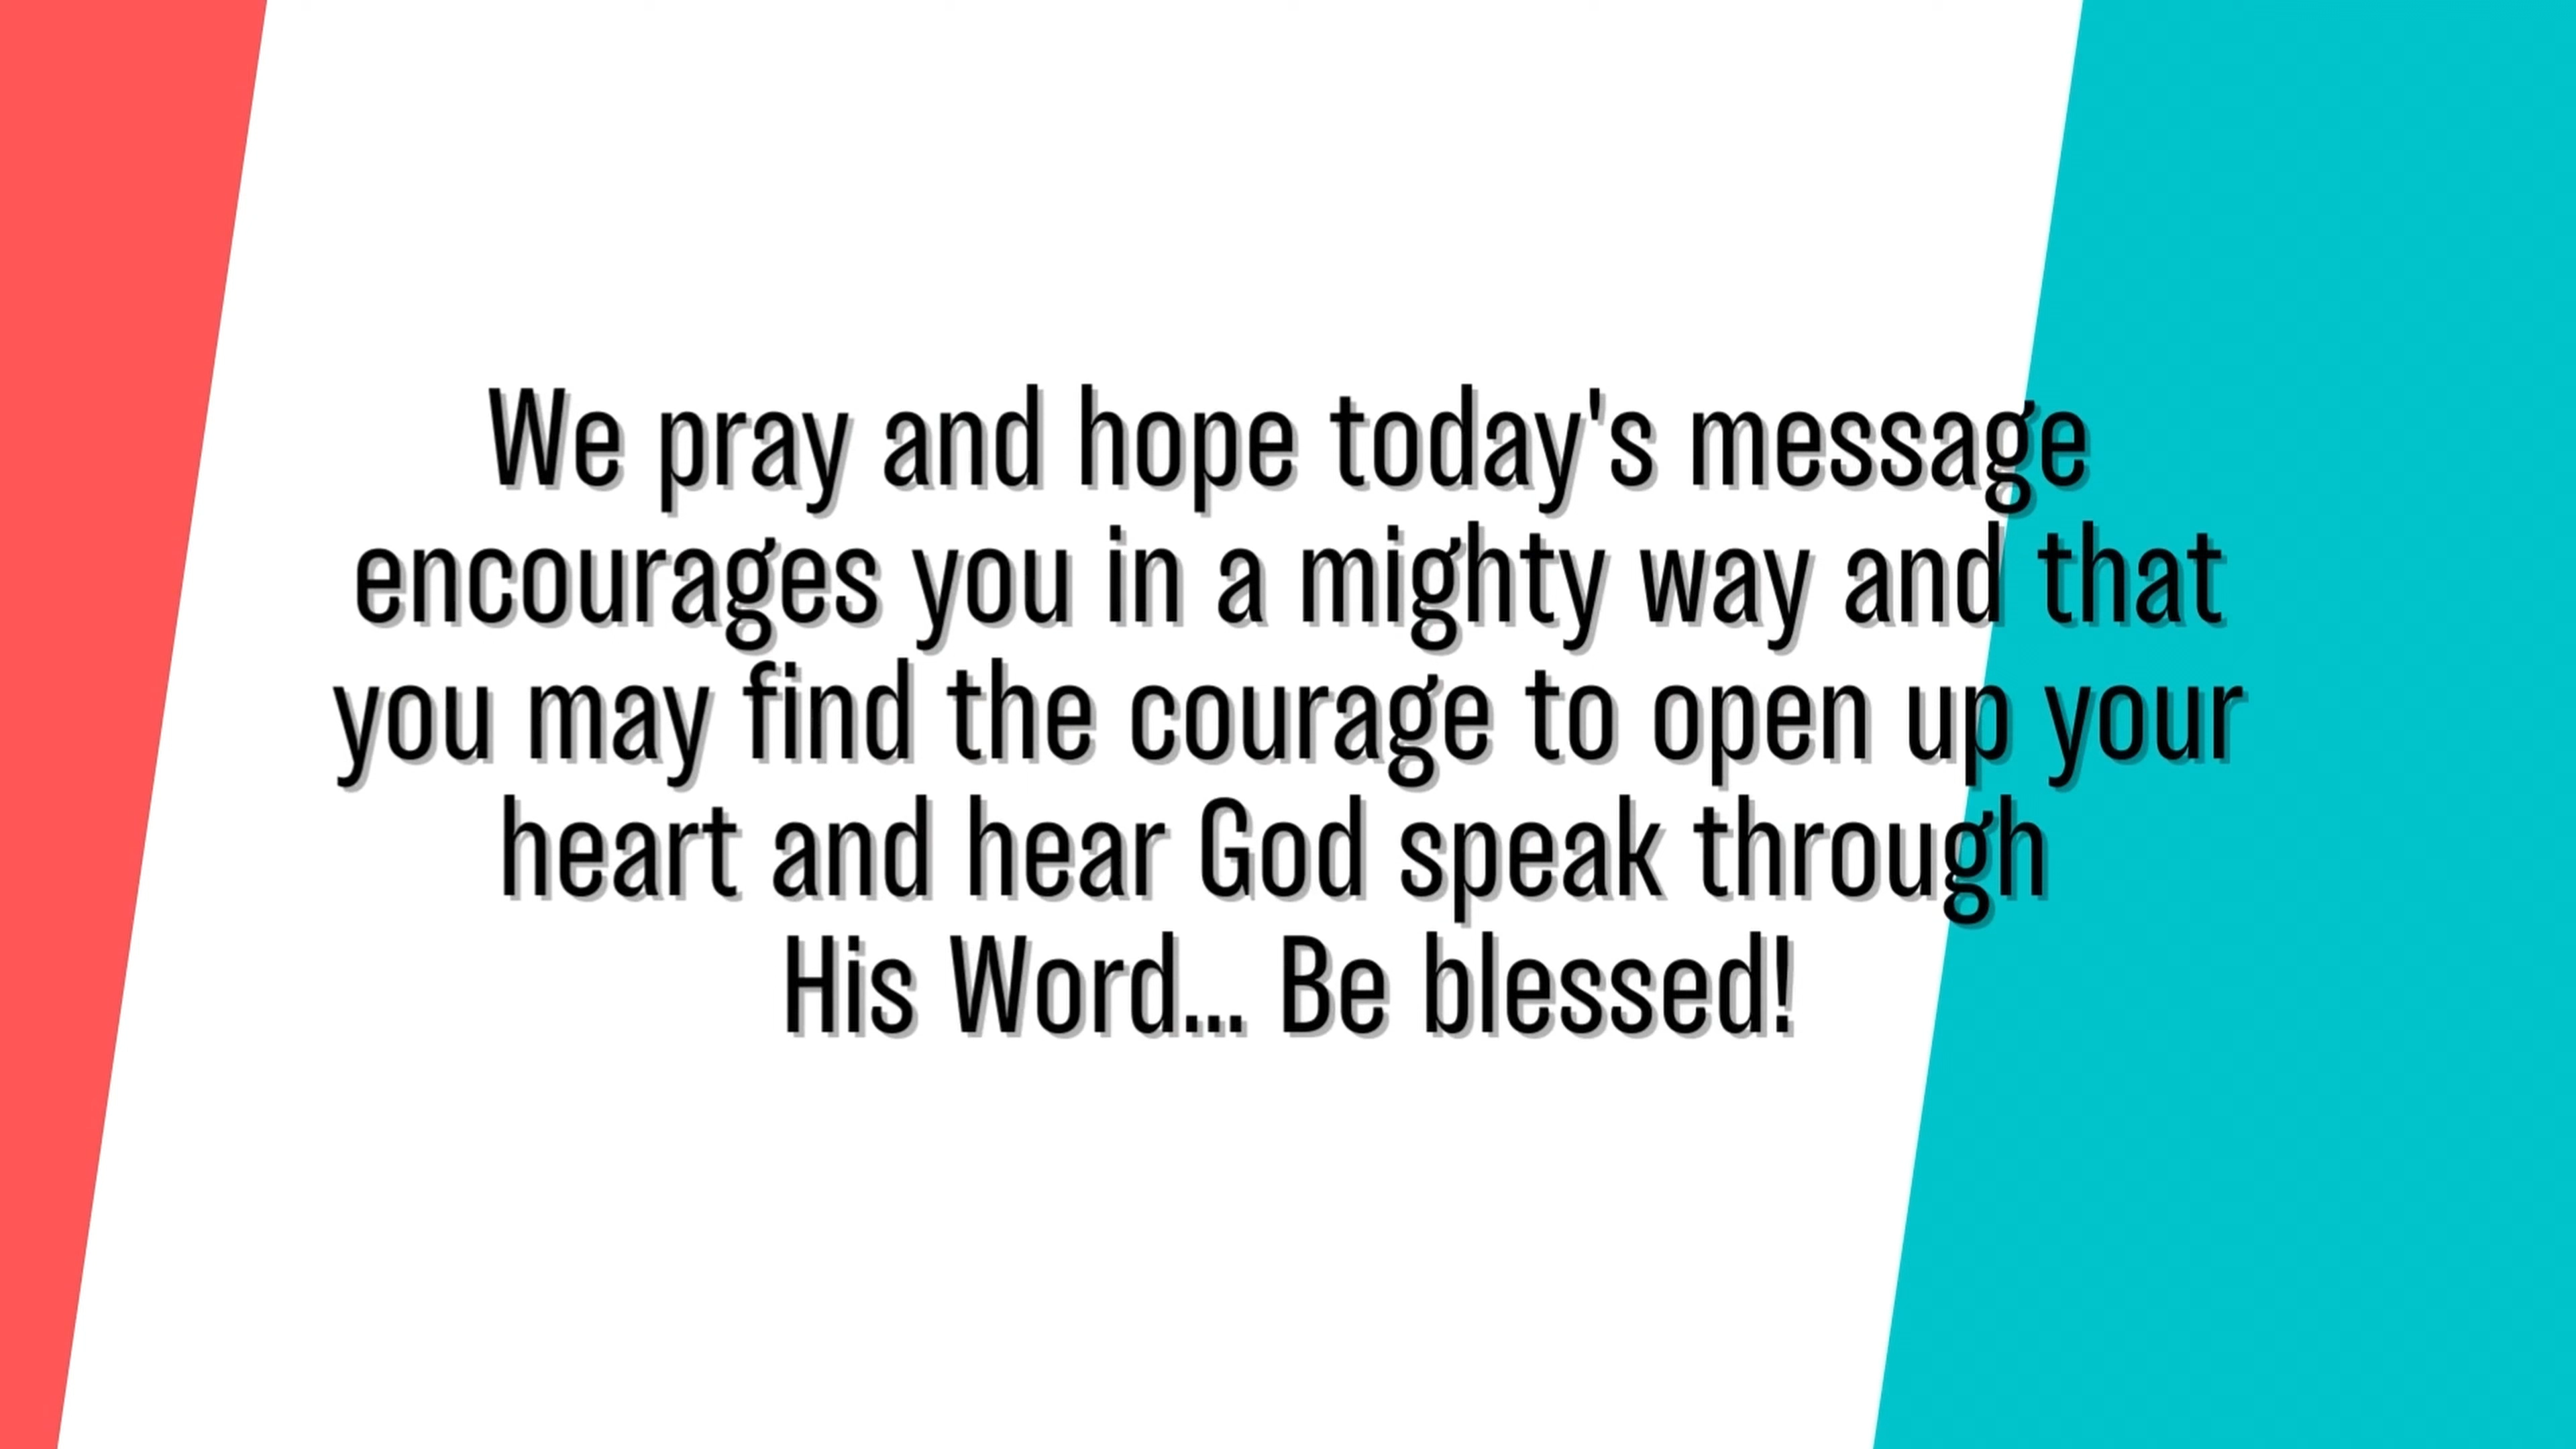 We pray and hope today's message
encourages you in a mighty way and that
you may find the courage to open up your
heart and hear God speak through
His Word... Be blessed!